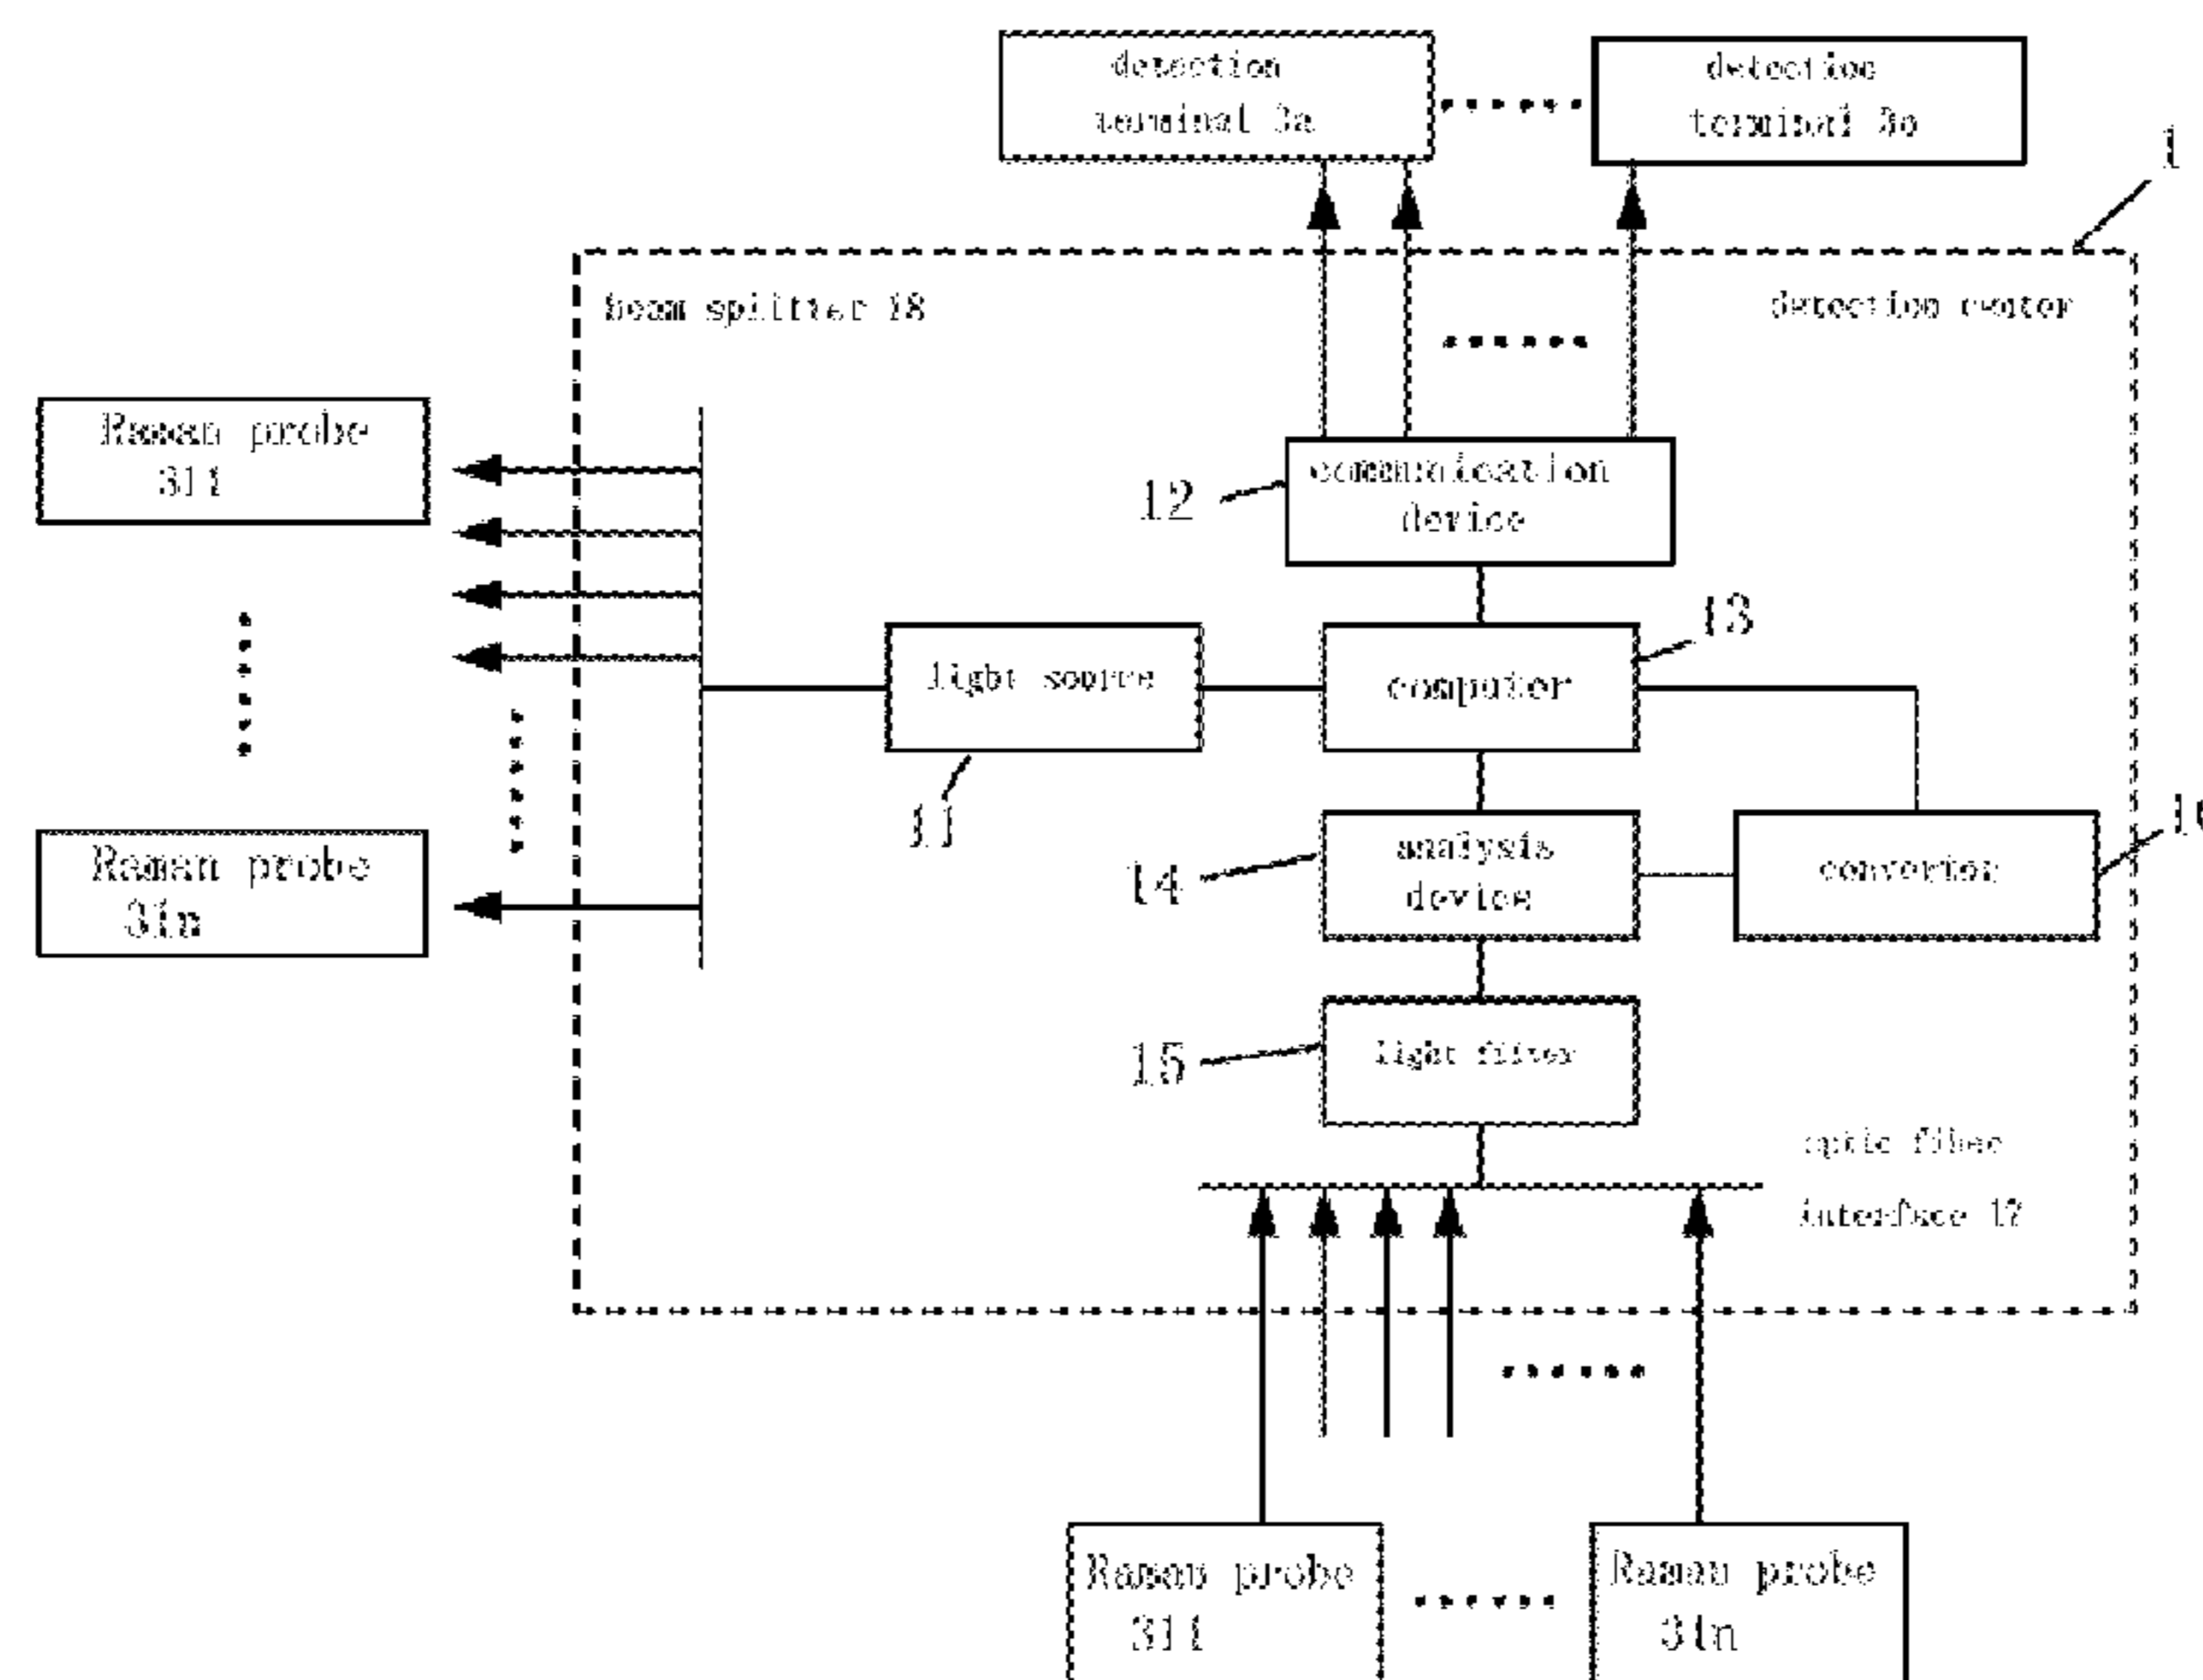 detection
terminal 3a
detection
terminal
1
beam splitter 18
detection center
Raman probe
311
communication
device
12
13
light source
computer
11
Raman probe
31n
14
analysis
device
convertor
16
15
light filter
optic fiber
interface 17
Raman probe
311
Raman probe
31n